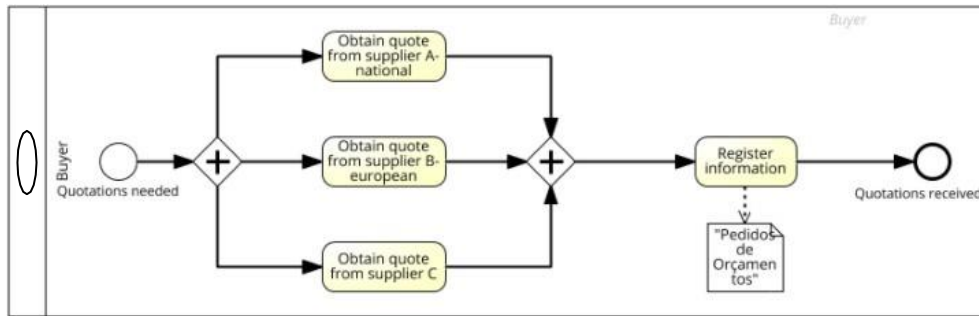 Buyer
Obtain quote
from supplier A-
national
Buyer
Quotations needed
Obtain quote
from supplier B-
european
Register
information
Quotations received
Obtain quote
from supplier C
"Pedidos
de
Orçamen
tos"